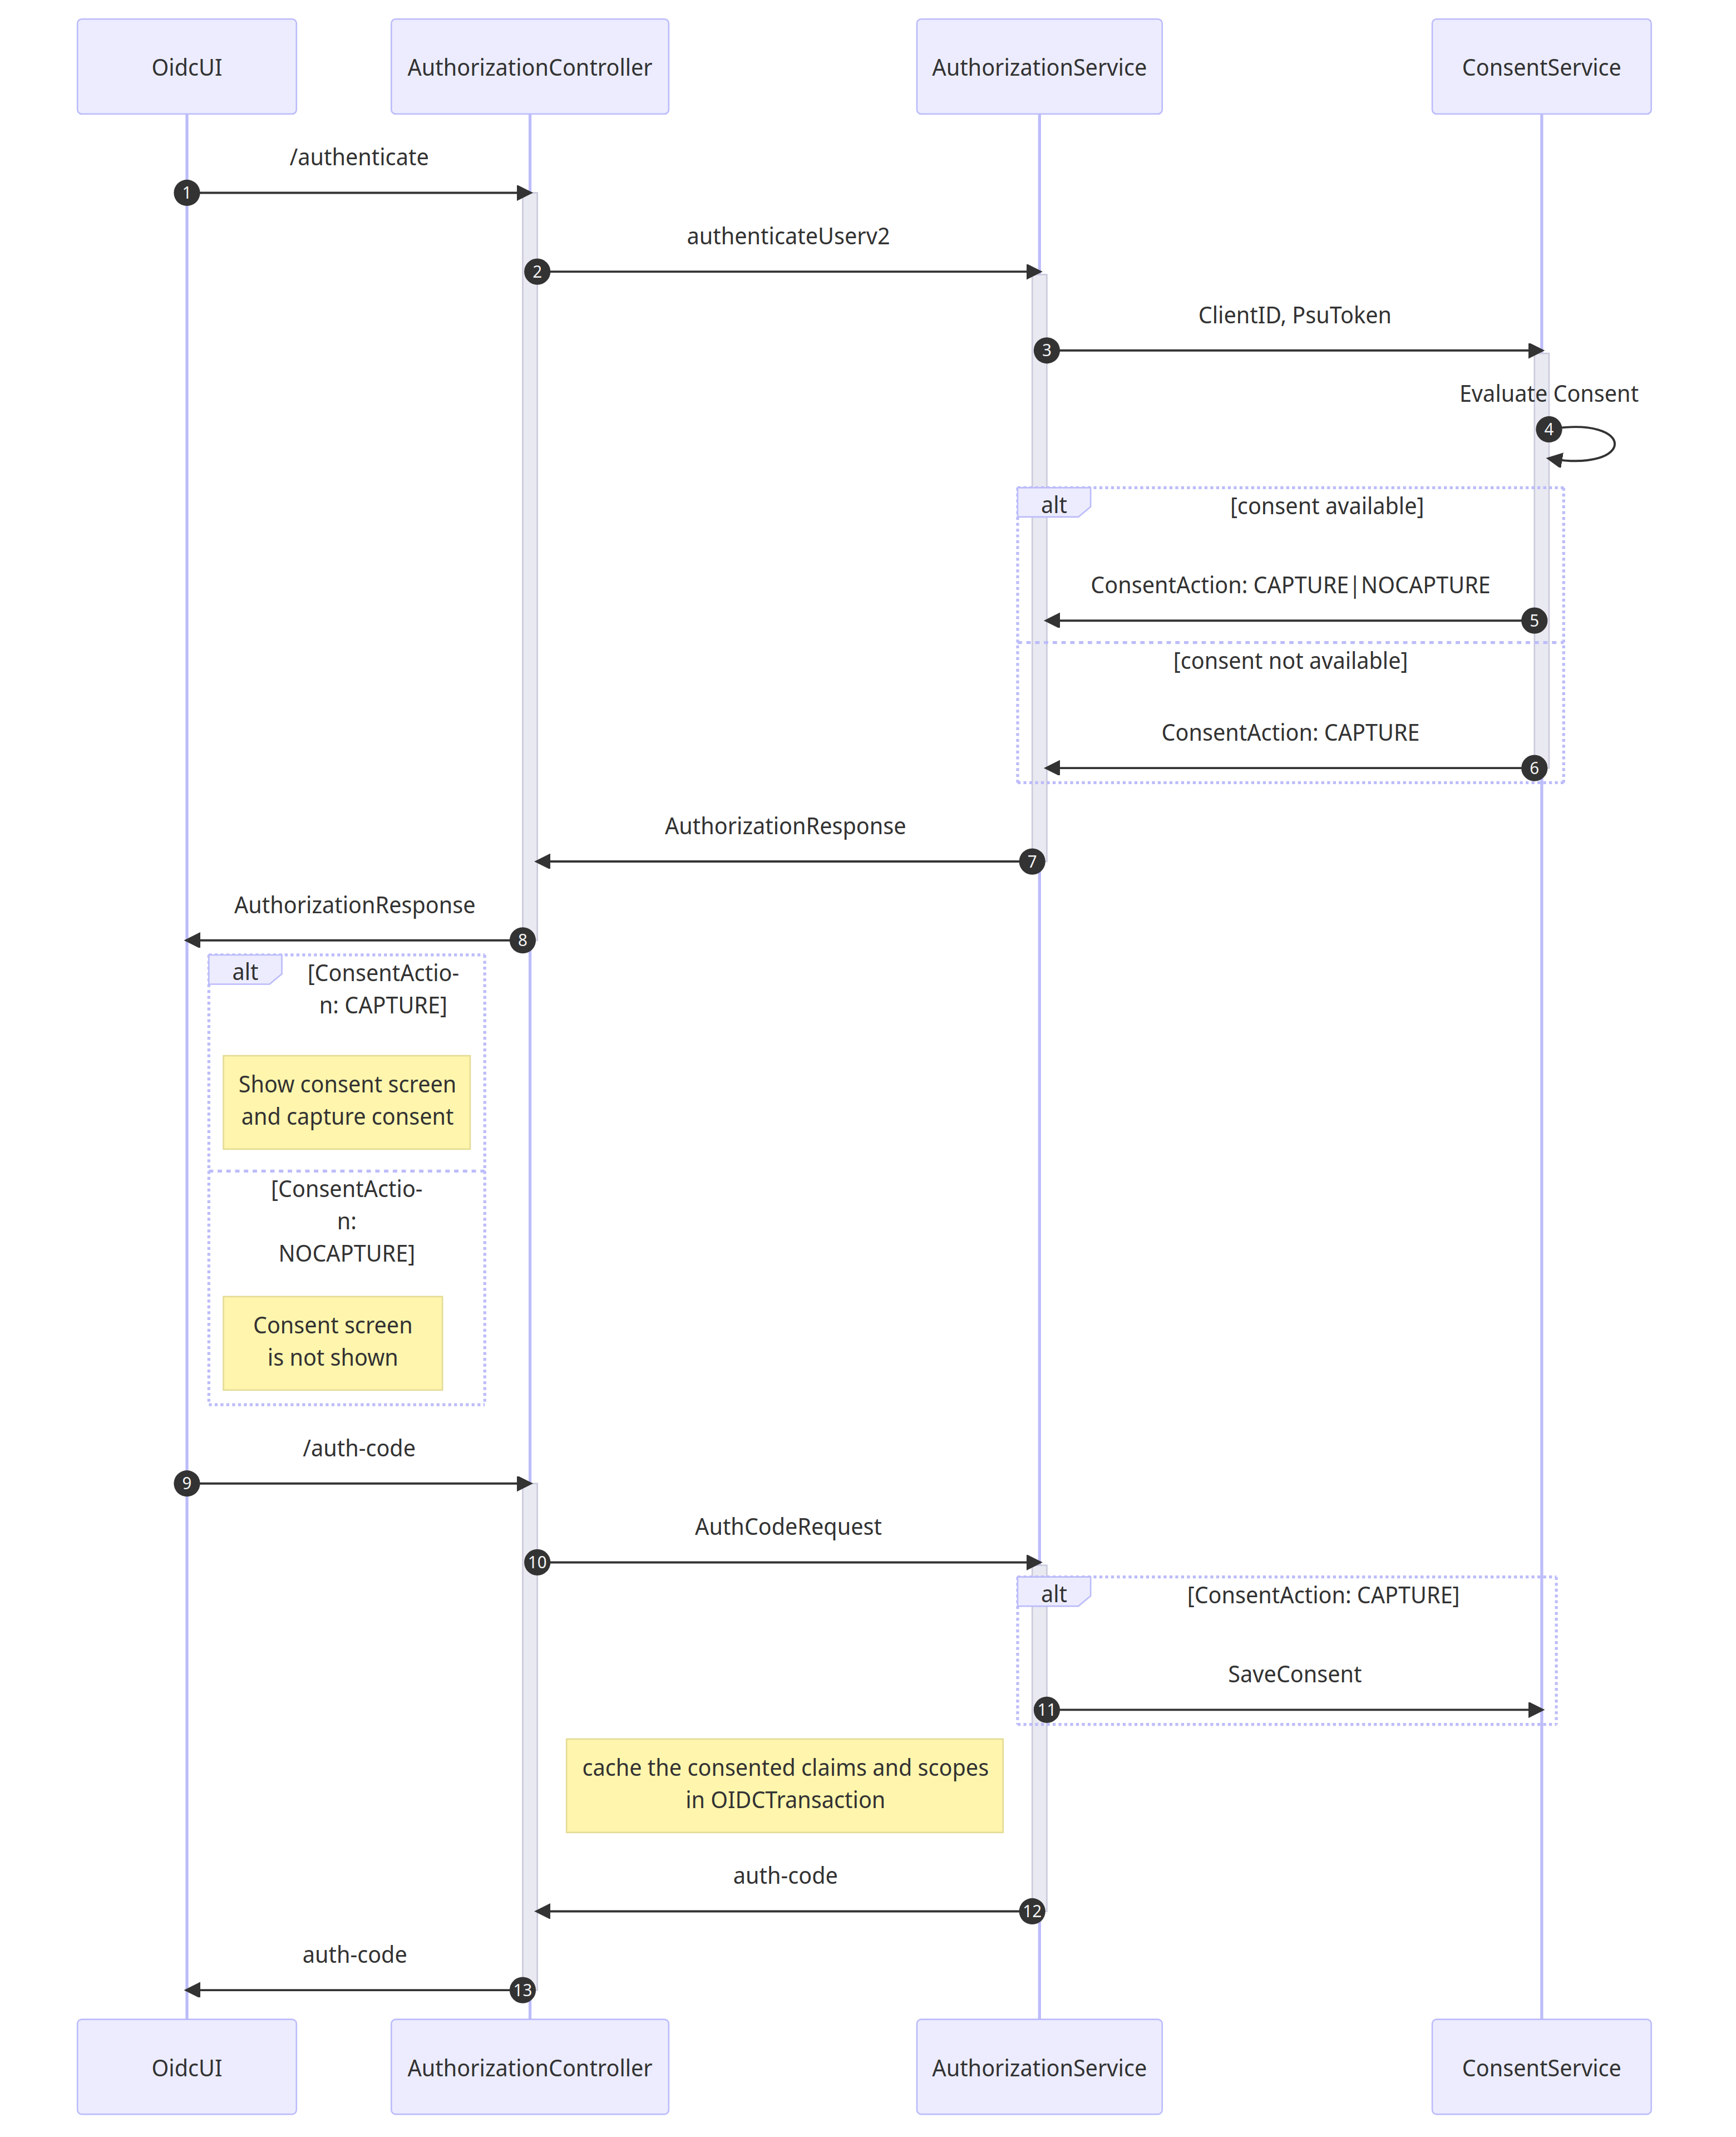 OidcUI
AuthorizationController
AuthorizationService
ConsentService
/authenticate
1
authenticateUserv2
2
ClientID, PsuToken
3
Evaluate Consent
4
alt
[consent available]
ConsentAction: CAPTURE|NOCAPTURE
5
[consent not available]
ConsentAction: CAPTURE
6
AuthorizationResponse
7
AuthorizationResponse
8
alt
[ConsentActio-
n: CAPTURE]
Show consent screen
and capture consent
[ConsentActio-
n:
NOCAPTURE]
Consent screen
is not shown
/auth-code
9
AuthCodeRequest
10
alt
[ConsentAction: CAPTURE]
SaveConsent
11
cache the consented claims and scopes
in OIDCTransaction
auth-code
12
auth-code
13
OidcUI
AuthorizationController
AuthorizationService
ConsentService